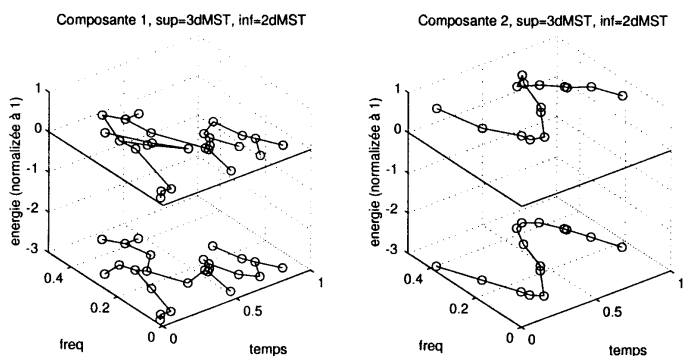 Composante 1, sup=3dMST, inf=2dMST
energie (normalizée à 1)
1
0
-1
-2
-3
0.4
0.2
0
freq
0
0.5
1
temps
Composante 2, sup=3dMST, inf=2dMST
energie (normalizée à 1)
1
0
-1
-2
-3
0.4
0.2
0
freq
0
0.5
1
temps